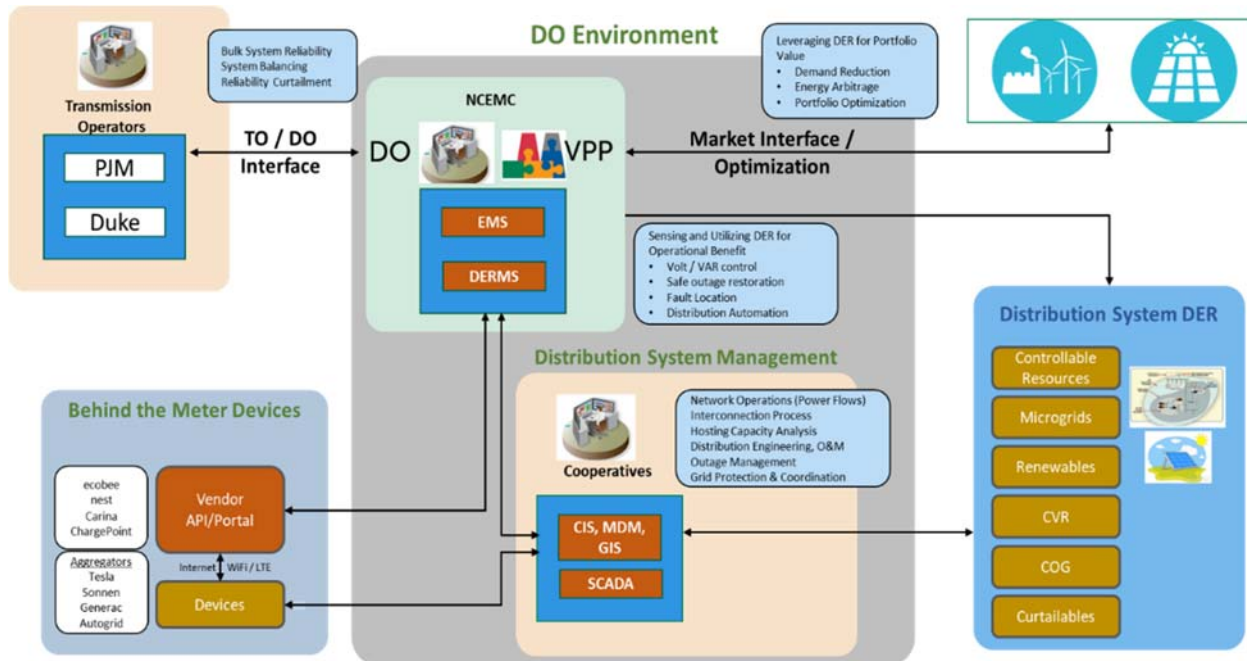 DO Environment
Bulk System Reliability
System Balancing
Reliability Curtailment
Leveraging DER for Portfolio
Value
• Demand Reduction
• Energy Arbitrage
• Portfolio Optimization
Transmission
Operators
PJM
Duke
TO / DO
Interface
NCEMC
DO
VPP
EMS
DERMS
Market Interface /
Optimization
Sensing and Utilizing DER for
Operational Benefit
• Volt / VAR control
• Safe outage restoration
• Fault Location
• Distribution Automation
Distribution System DER
Controllable
Resources
Microgrids
Renewables
CVR
COG
Curtailables
Distribution System Management
Cooperatives
Network Operations (Power Flows)
Interconnection Process
Hosting Capacity Analysis
Distribution Engineering, O&M
Outage Management
Grid Protection & Coordination
CIS, MDM,
GIS
SCADA
Behind the Meter Devices
ecobee
nest
Carina
ChargePoint
Vendor
API/Portal
Aggregators
Tesla
Sonnen
Generac
Autogrid
Internet WiFi / LTE
Devices